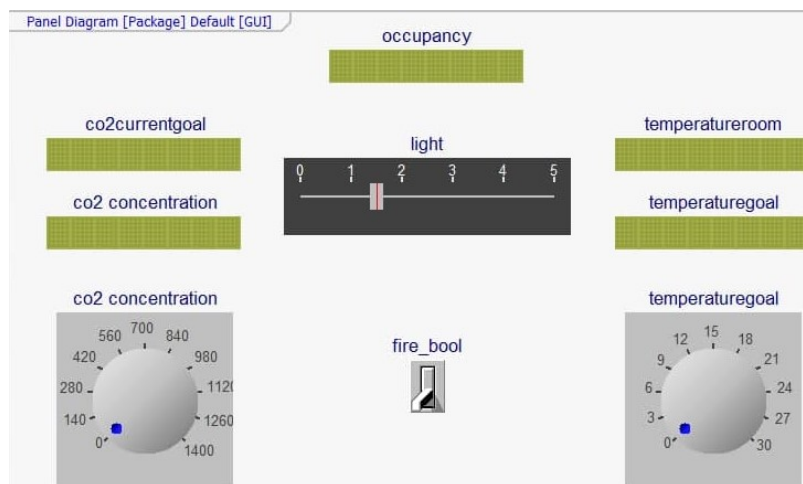 Panel Diagram [Package] Default [GUI]
occupancy
co2currentgoal
light
temperatureroom
0 1 2 3 4 5
co2 concentration
temperaturegoal
co2 concentration
0 140 280 420 560 700 840 980 1120 1260 1400
fire_bool
temperaturegoal
0 3 6 9 12 15 18 21 24 27 30